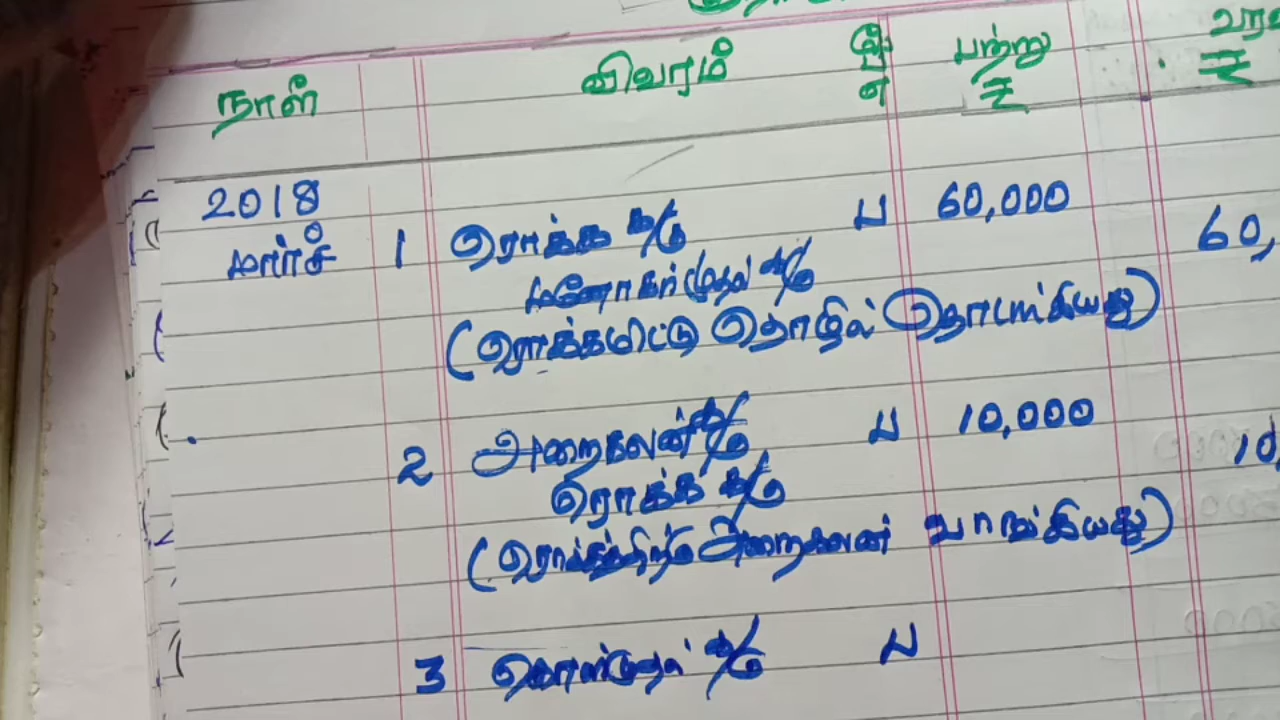 நாள் விவரம் பே.ப.எ பற்று ₹ ₹
2018
மார்ச் 1 ரொக்க க/கு ப 60,000 60,
மனோகர் முதல் க/கு
(ரொக்கமிட்டு தொழில் தொடங்கியது)
2 அறைகலன் க/கு ப 10,000 10,
ரொக்க க/கு
(ரொக்கத்திற்கு அறைகலன் வாங்கியது)
3 கொள்முதல் க/கு ப